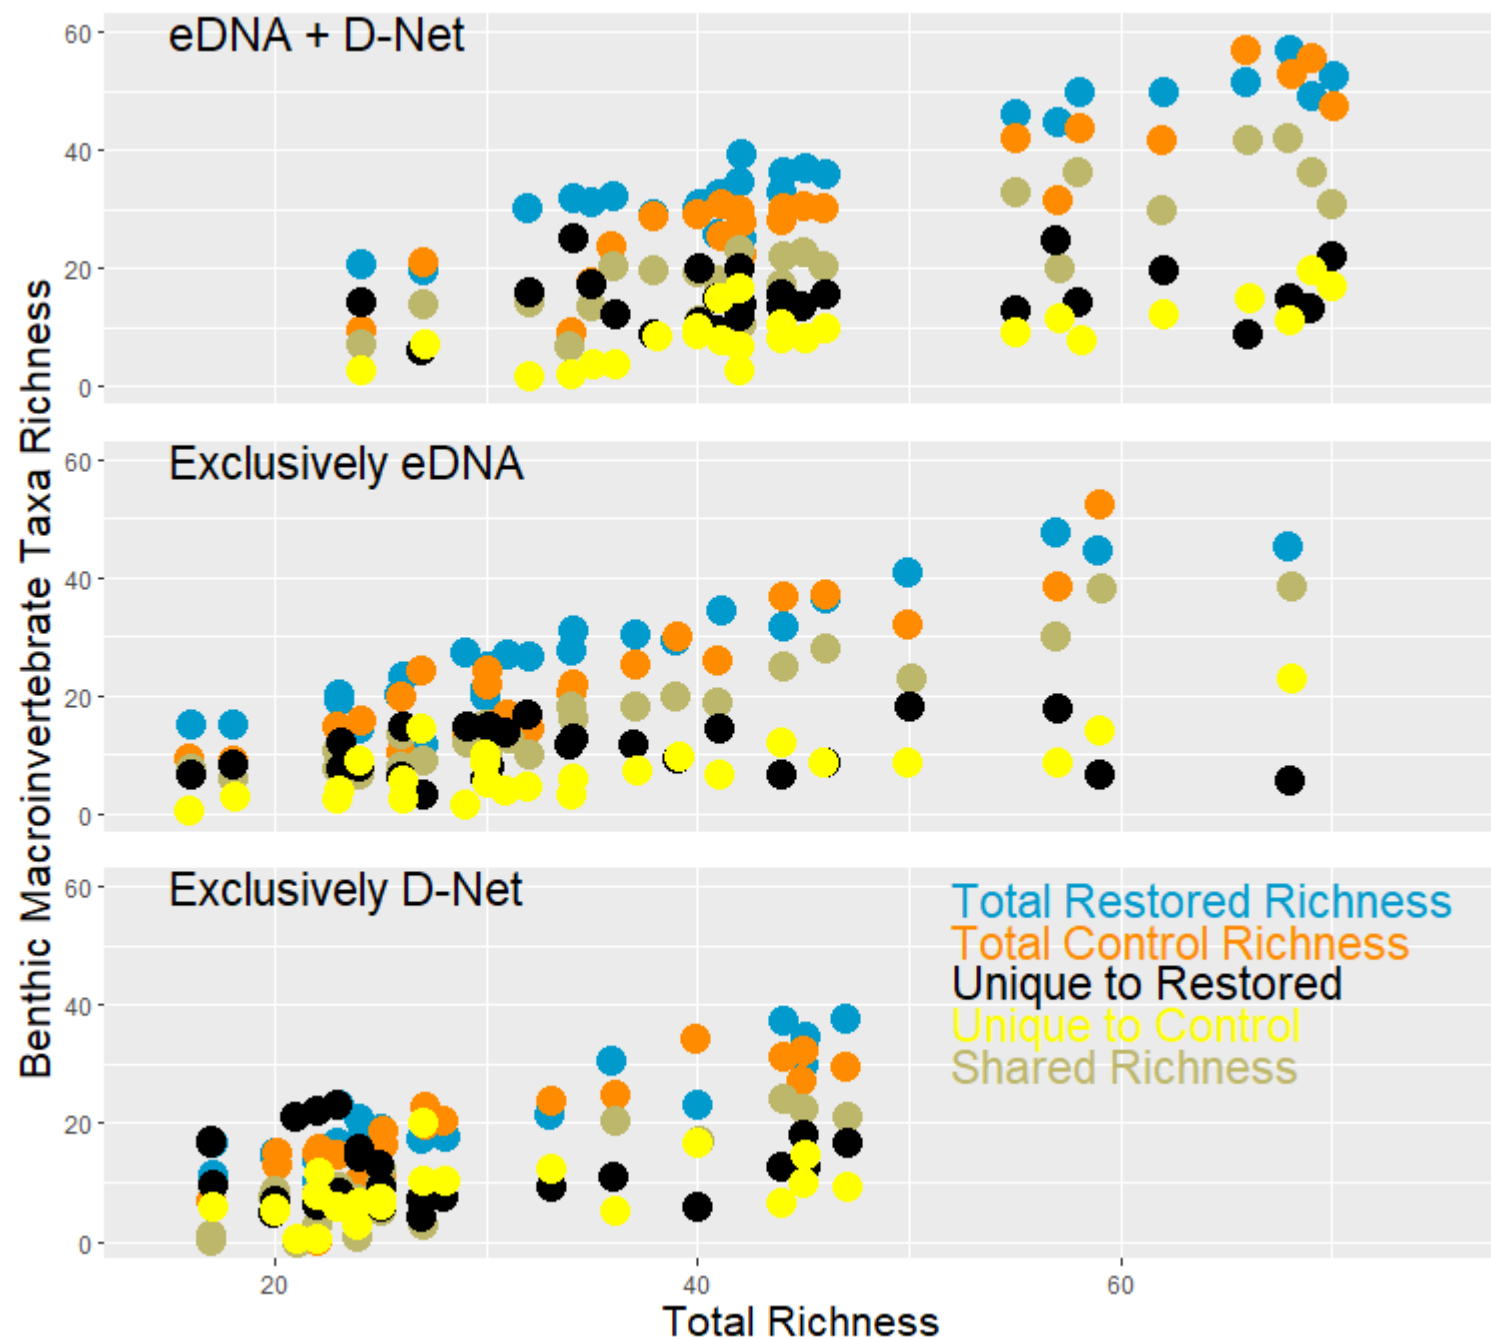 eDNA + D-Net
60
40
20
0
Exclusively eDNA
60
40
20
0
Exclusively D-Net
60
40
20
0
Total Restored Richness
Total Control Richness
Unique to Restored
Unique to Control
Shared Richness
20
40
60
Total Richness
Benthic Macroinvertebrate Taxa Richness